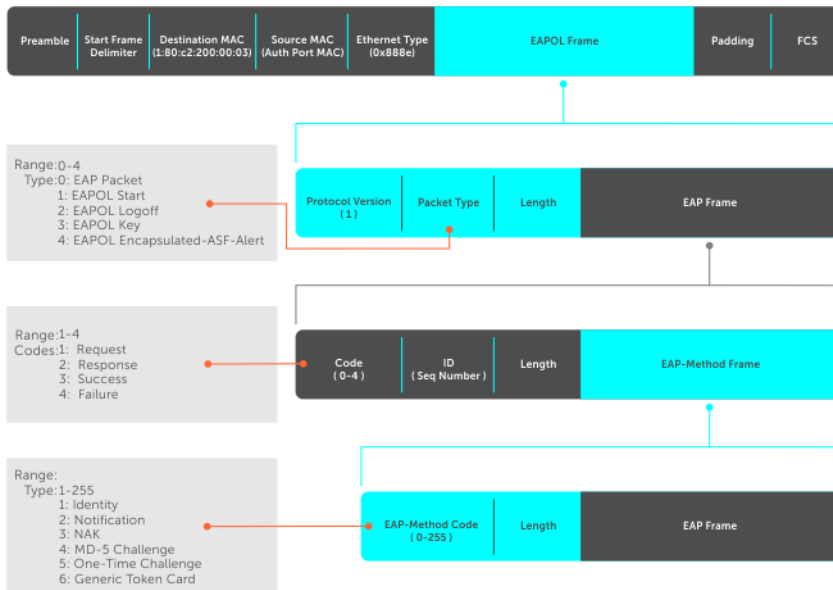 Preamble
Start Frame
Delimiter
Destination MAC
(1:80:c2:200:00:03)
Source MAC
(Auth Port MAC)
Ethernet Type
(0x888e)
EAPOL Frame
Padding
FCS
Range:0-4
Type:0: EAP Packet
1: EAPOL Start
2: EAPOL Logoff
3: EAPOL Key
4: EAPOL Encapsulated-ASF-Alert
Protocol Version
(1)
Packet Type
Length
EAP Frame
Range:1-4
Codes:1: Request
2: Response
3: Success
4: Failure
Code
(0-4)
ID
(Seq Number)
Length
EAP-Method Frame
Range:
Type:1-255
1: Identity
2: Notification
3: NAK
4: MD-5 Challenge
5: One-Time Challenge
6: Generic Token Card
EAP-Method Code
(0-255)
Length
EAP Frame